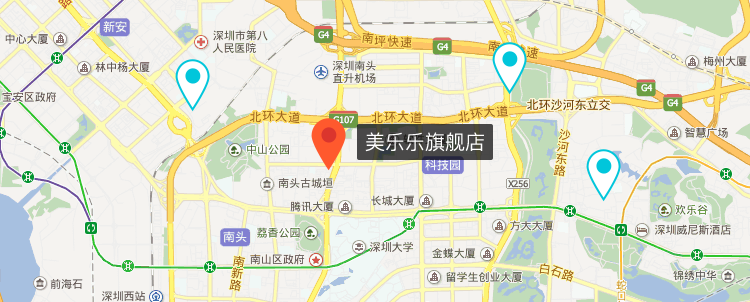 新安
中心大厦
深圳市第八
人民医院
G4
南坪快速
南坪快速
G4
梅州大厦
林中杨大厦
深圳南头
直升机场
宝安区政府
G4
G4
北环大道
G107
北环大道
北环大道
北环沙河东立交
美乐乐旗舰店
智慧广场
中山公园
沙河东路
科技园
南头古城垣
X256
腾讯大厦
长城大厦
欢乐谷
荔香公园
南头
方大大厦
深圳威尼斯酒店
深圳大学
南山区政府
金蝶大厦
南新路
白石路
留学生创业大厦
锦绣中华
前海石
深圳西站